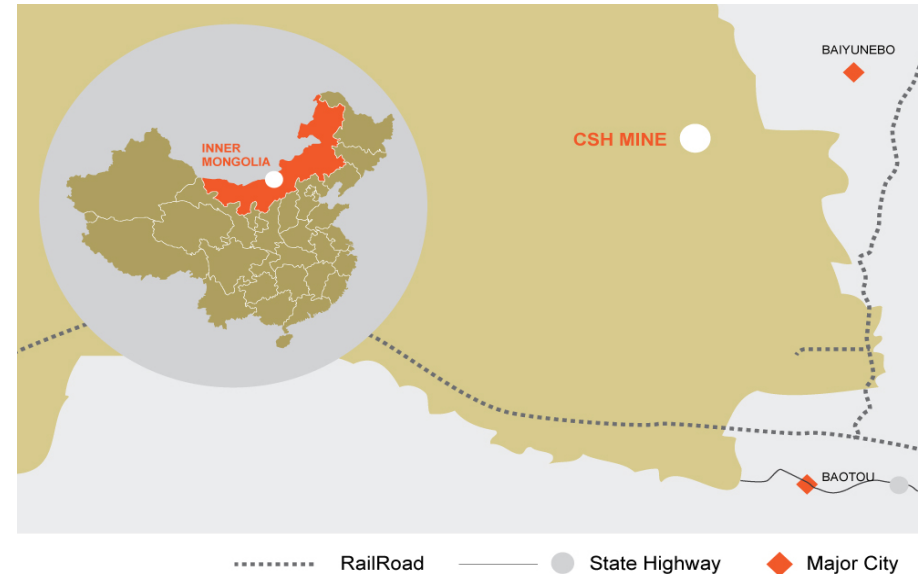 BAIYUNEBO
CSH MINE
INNER
MONGOLIA
BAOTOU
RailRoad
State Highway
Major City